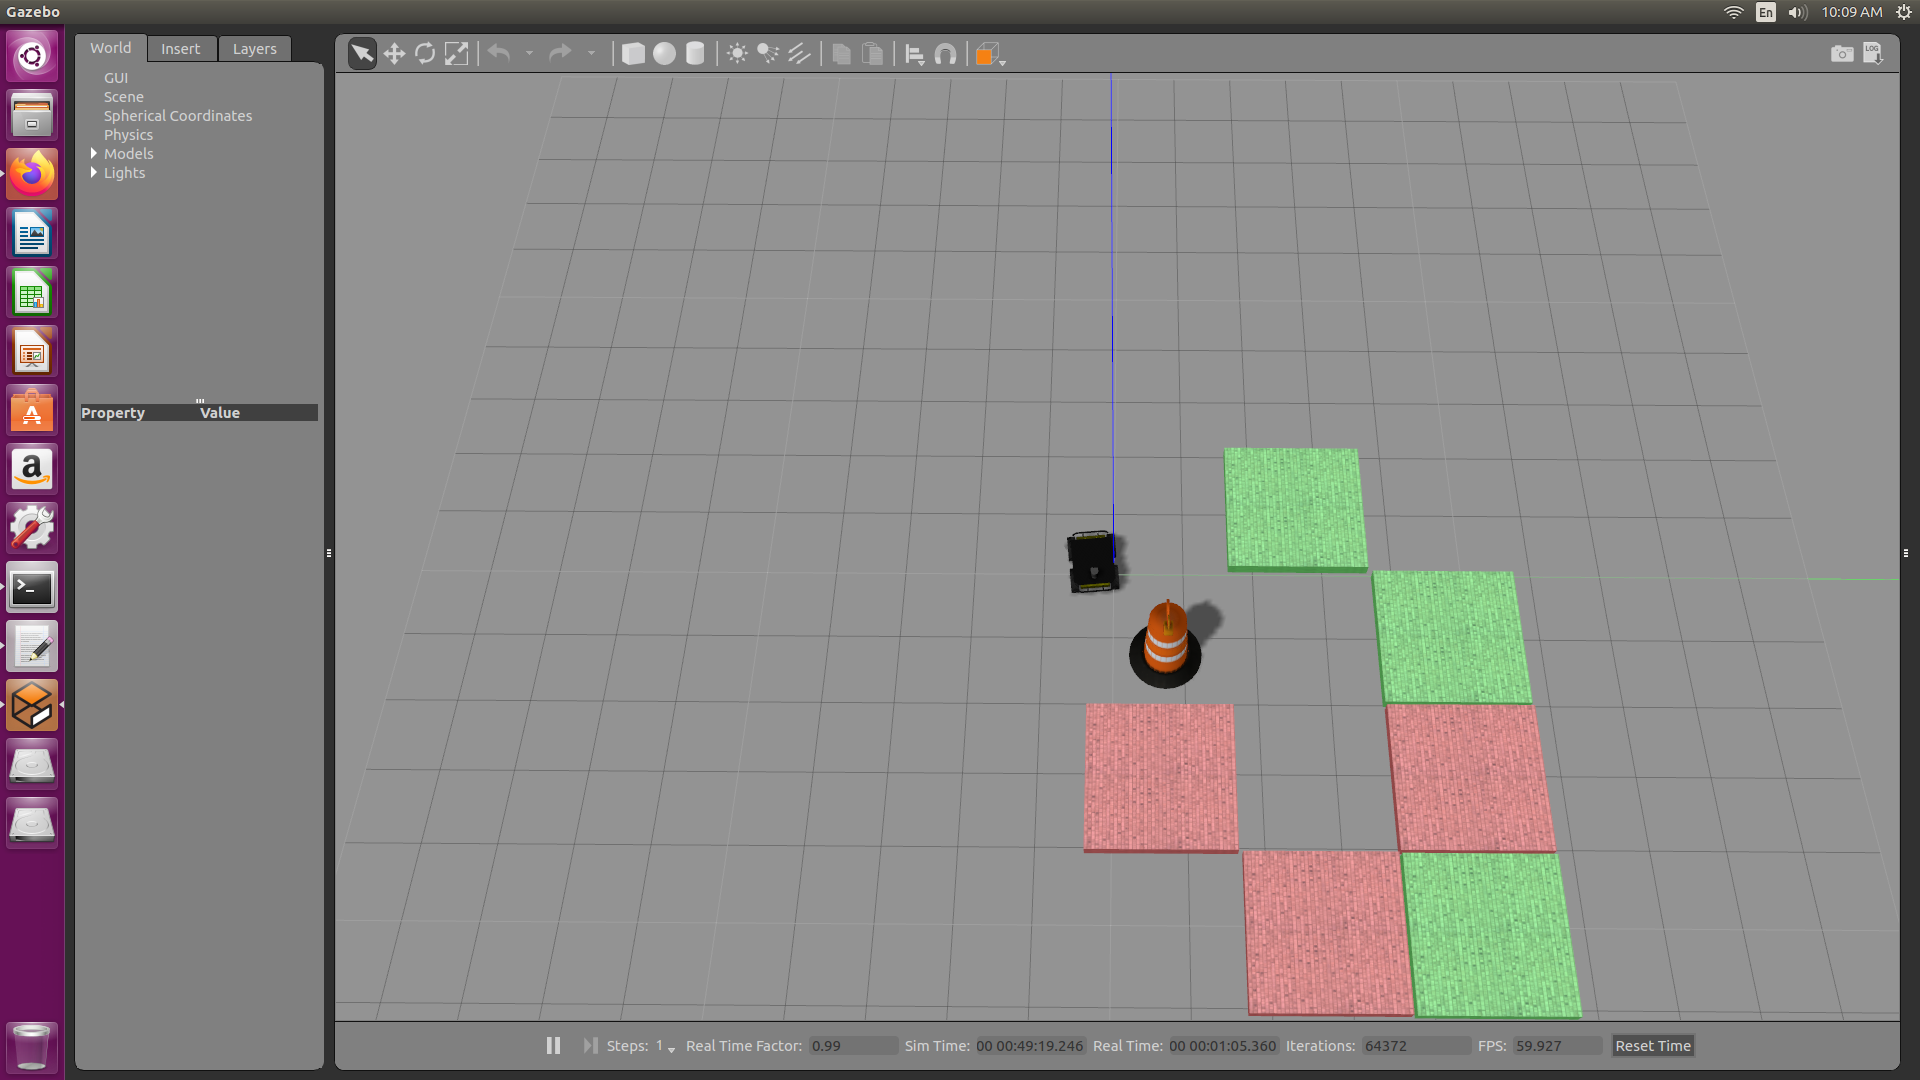 Gazebo
En
10:09 AM
World
Insert
Layers
GUI
Scene
Spherical Coordinates
Physics
Models
Lights
LOG
Property Value
Steps: 1 Real Time Factor: 0.99 Sim Time: 00 00:49:19.246 Real Time: 00 00:01:05.360 Iterations: 64372 FPS: 59.927 Reset Time